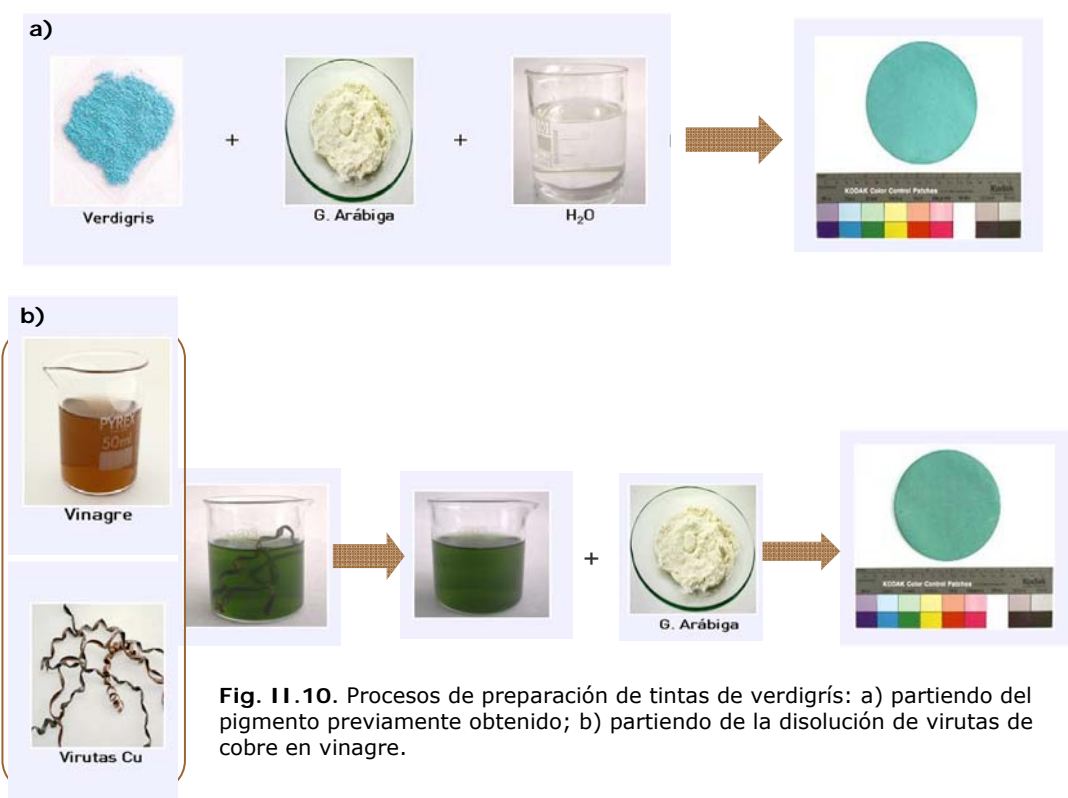 a)
+
+
Verdigris
G. Arábiga
H₂O
KODAK Color Control Patches
Kodak
b)
PYREX
50ml
Vinagre
+
G. Arábiga
KODAK Color Control Patches
Kodak
Virutas Cu
Fig. II.10. Procesos de preparación de tintas de verdigrís: a) partiendo del
pigmento previamente obtenido; b) partiendo de la disolución de virutas de
cobre en vinagre.